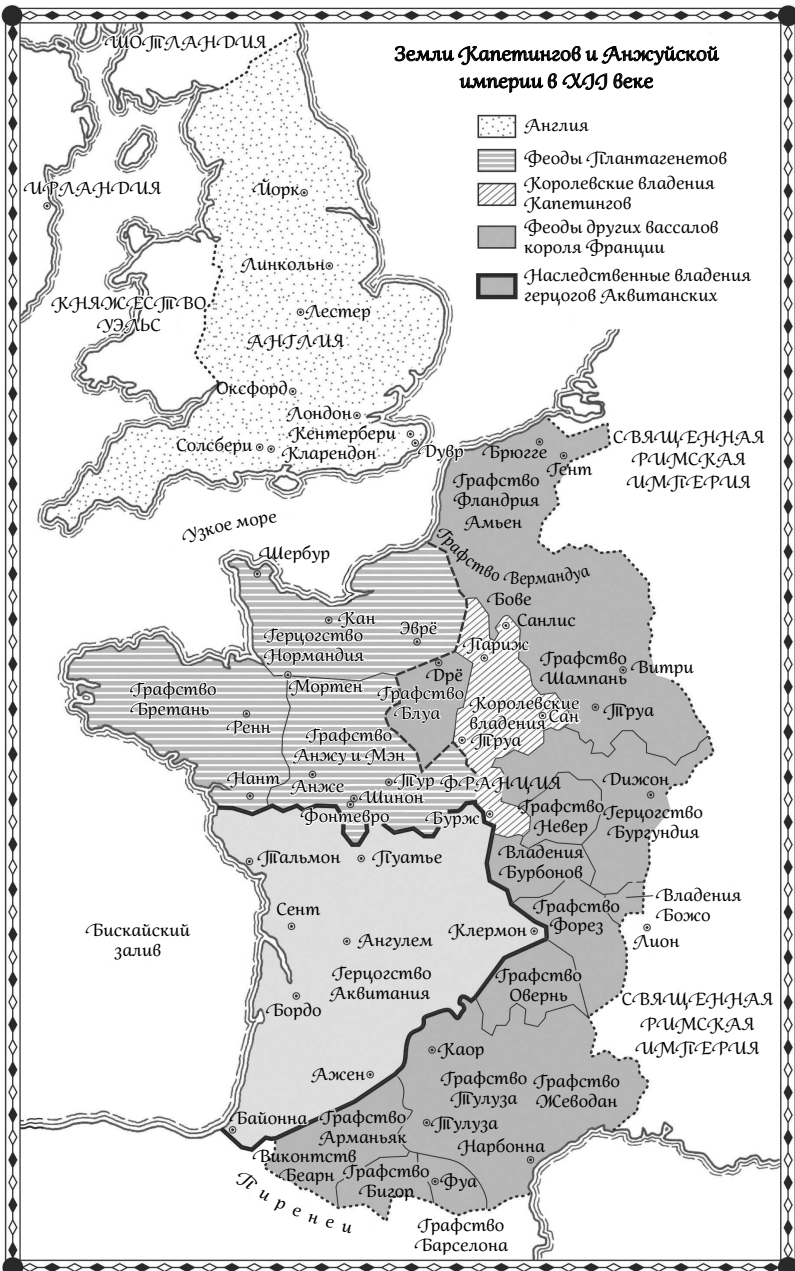 Земли Капетингов и Анжуйской
империи в XII веке
Англия
Феоды Плантагенетов
Королевские владения
Капетингов
Феоды других вассалов
короля Франции
Наследственные владения
герцогов Аквитанских
ШОТЛАНДИЯ
ИРЛАНДИЯ
Йорк
Линкольн
КНЯЖЕСТВО
УЭЛЬС
Лестер
АНГЛИЯ
Оксфорд
Лондон
Кентербери
Солсбери
Кларендон
Дувр
Брюгге
Гент
СВЯЩЕННАЯ
РИМСКАЯ
ИМПЕРИЯ
Графство
Фландрия
Амьен
Узкое море
Шербур
Графство Вермандуа
Бове
Санлис
Кан
Герцогство
Нормандия
Эврё
Париж
Дрё
Графство
Шампань
Витри
Мортен
Графство
Бретань
Ренн
Графство
Блуа
Королевские
владения
Сан
Труа
Труа
Графство
Анжу и Мэн
Нант
Анже
Тур
ФРАНЦИЯ
Шинон
Фонтевро
Бурж
Дижон
Графство
Невер
Герцогство
Бургундия
Тальмон
Пуатье
Владения
Бурбонов
Владения
Божо
Бискайский
залив
Сент
Ангулем
Клермон
Графство
Форез
Лион
Герцогство
Аквитания
Графство
Овернь
Бордо
СВЯЩЕННАЯ
РИМСКАЯ
ИМПЕРИЯ
Каор
Ажен
Графство
Тулуза
Графство
Жеводан
Байонна
Графство
Арманьяк
Тулуза
Нарбонна
Виконтств
Беарн
Графство
Бигор
Фуа
Пиренеи
Графство
Барселона